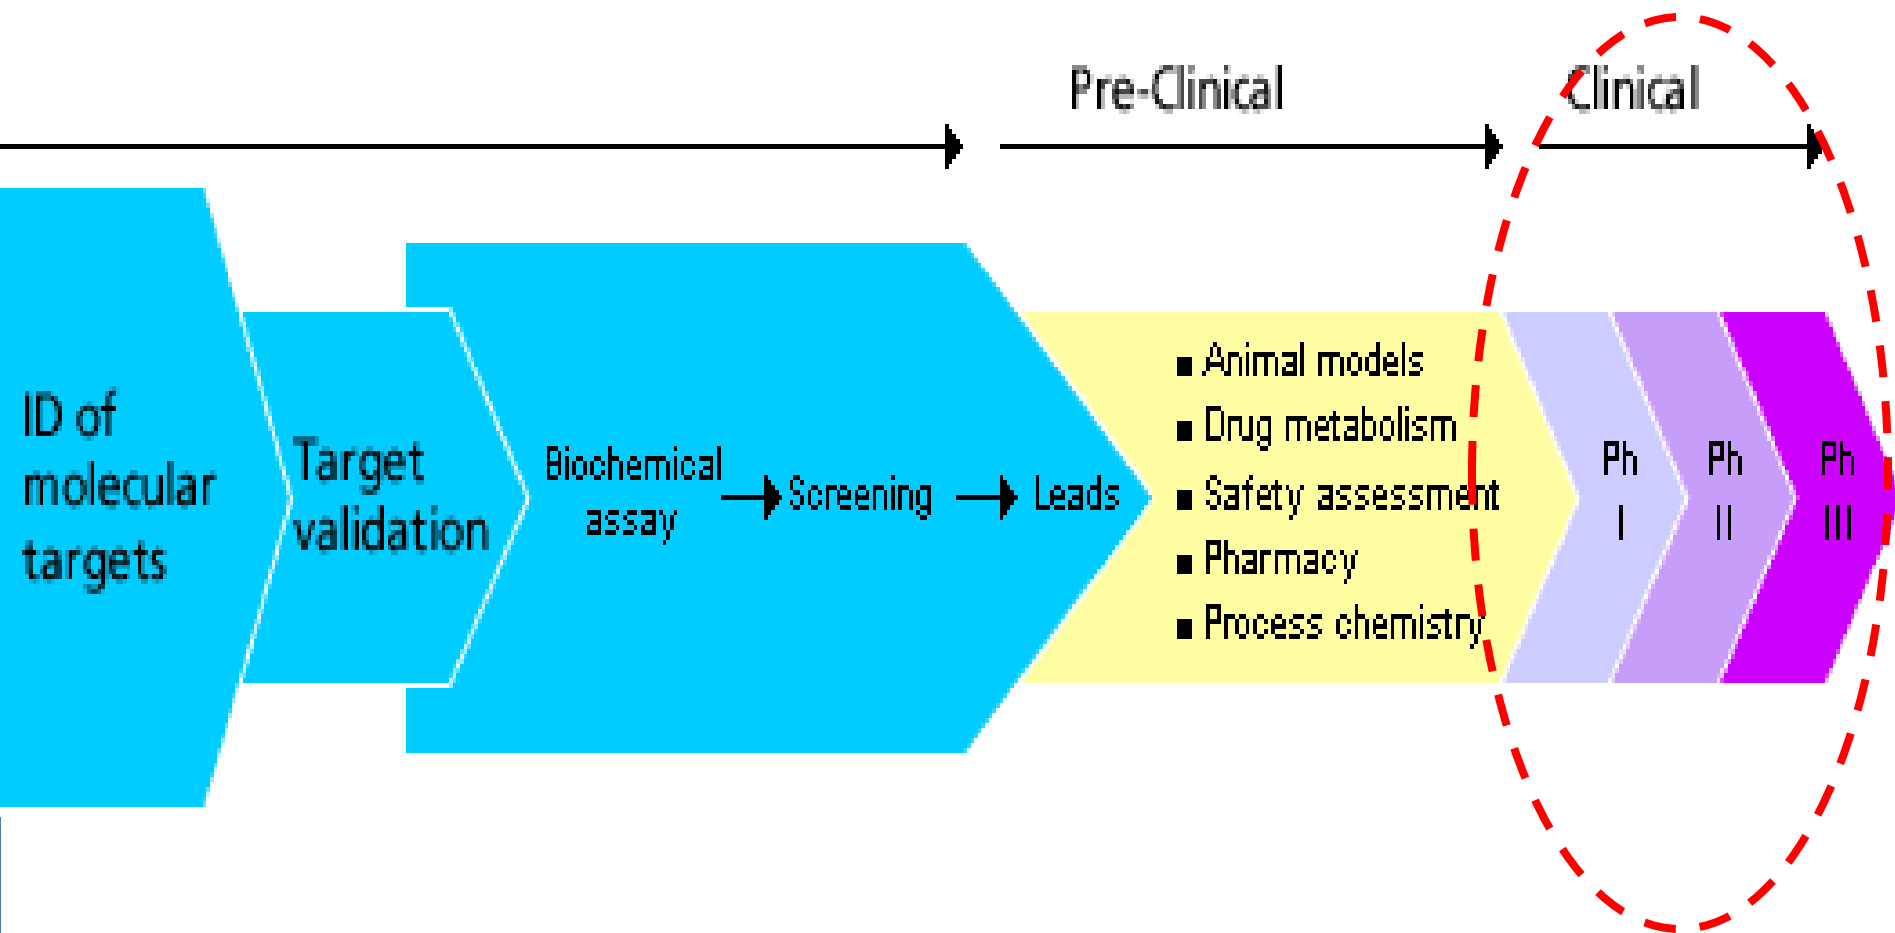 Pre-Clinical
Clinical
ID of
molecular
targets
Target
validation
Biochemical
assay
Screening
Leads
▪ Animal models
▪ Drug metabolism
▪ Safety assessment
▪ Pharmacy
▪ Process chemistry
Ph
I
Ph
II
Ph
III